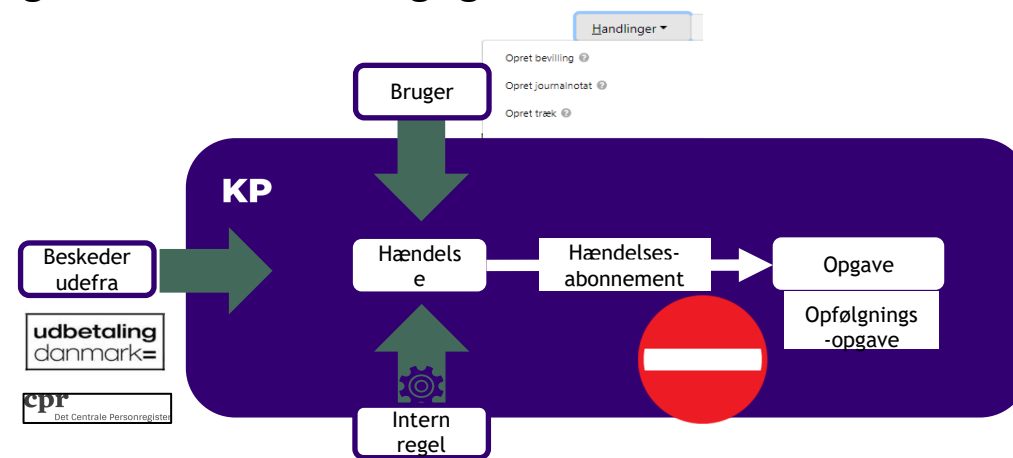 Handlinger
Opret bevilling
Opret journalnotat
Opret træk
Bruger
KP
Beskeder
udefra
Hændels
e
Hændelses-
abonnement
Opgave
Opfølgnings
-opgave
udbetaling
danmark=
cpr
Det Centrale Personregister
Intern
regel